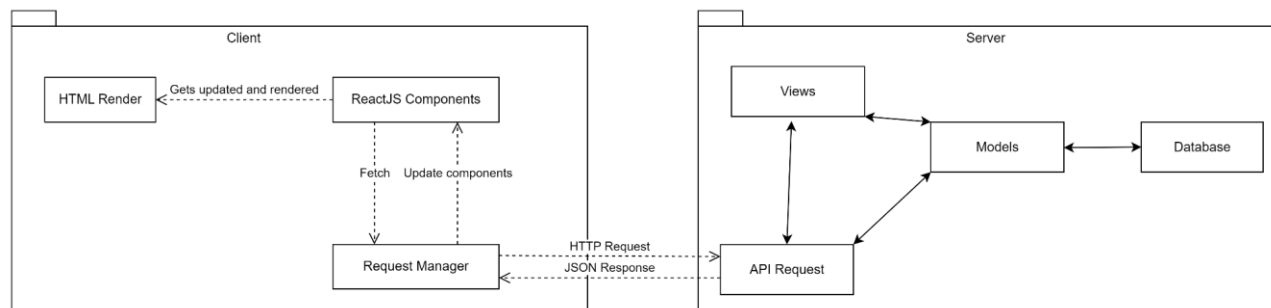 Client
Server
HTML Render
Gets updated and rendered
ReactJS Components
Views
Models
Database
Fetch
Update components
Request Manager
HTTP Request
JSON Response
API Request